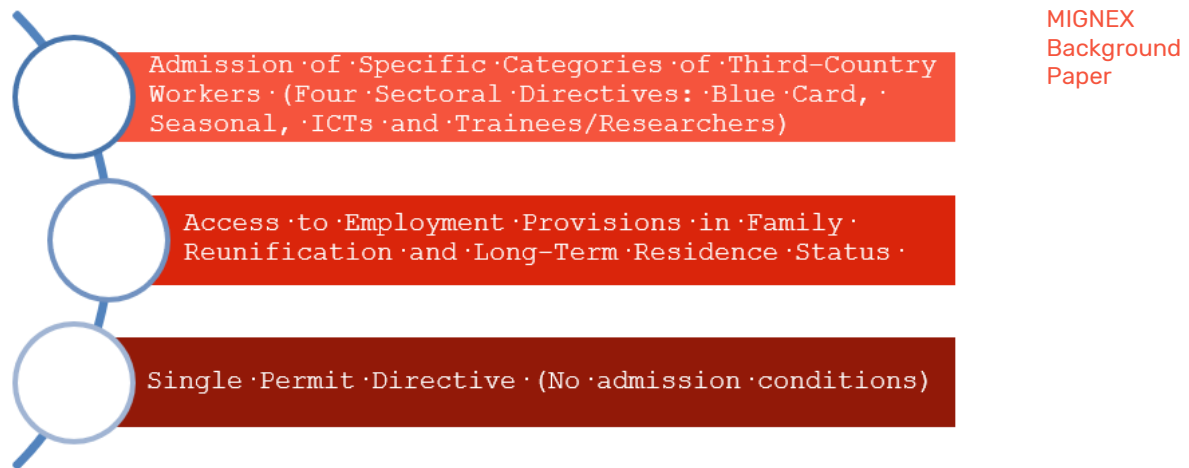 Admission·of·Specific·Categories·of·Third-Country
Workers·(Four·Sectoral·Directives:·Blue·Card,·
Seasonal,·ICTs·and·Trainees/Researchers)
Access·to·Employment·Provisions·in·Family·
Reunification·and·Long-Term·Residence·Status·
Single·Permit·Directive·(No·admission·conditions)
MIGNEX
Background
Paper